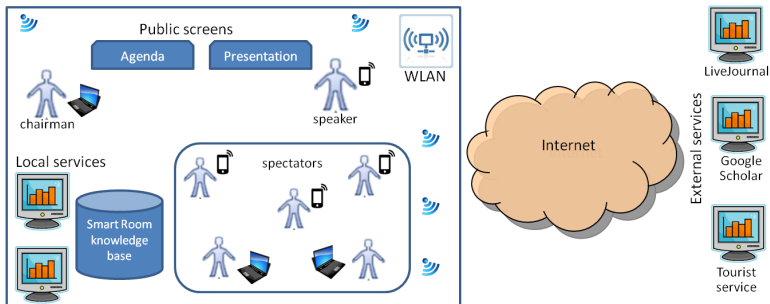 Public screens
Agenda
Presentation
WLAN
chairman
speaker
Local services
spectators
Smart Room
knowledge
base
Internet
External services
LiveJournal
Google
Scholar
Tourist
service